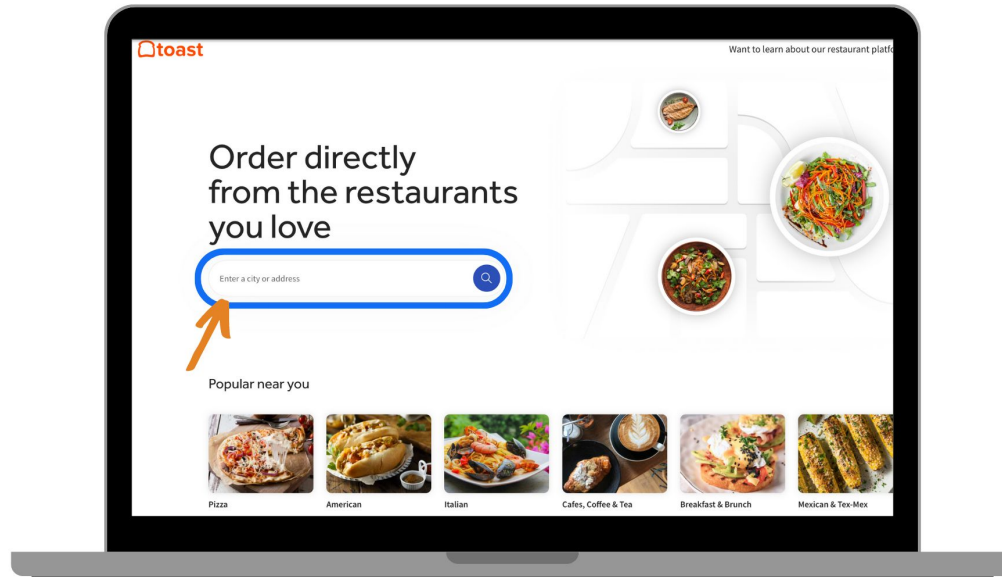 toast
Want to learn about our restaurant
Order directly
from the restaurants
you love
Enter a city or address
Popular near you
Pizza
American
Italian
Cafes, Coffee & Tea
Breakfast & Brunch
Mexican & Tex-Mex